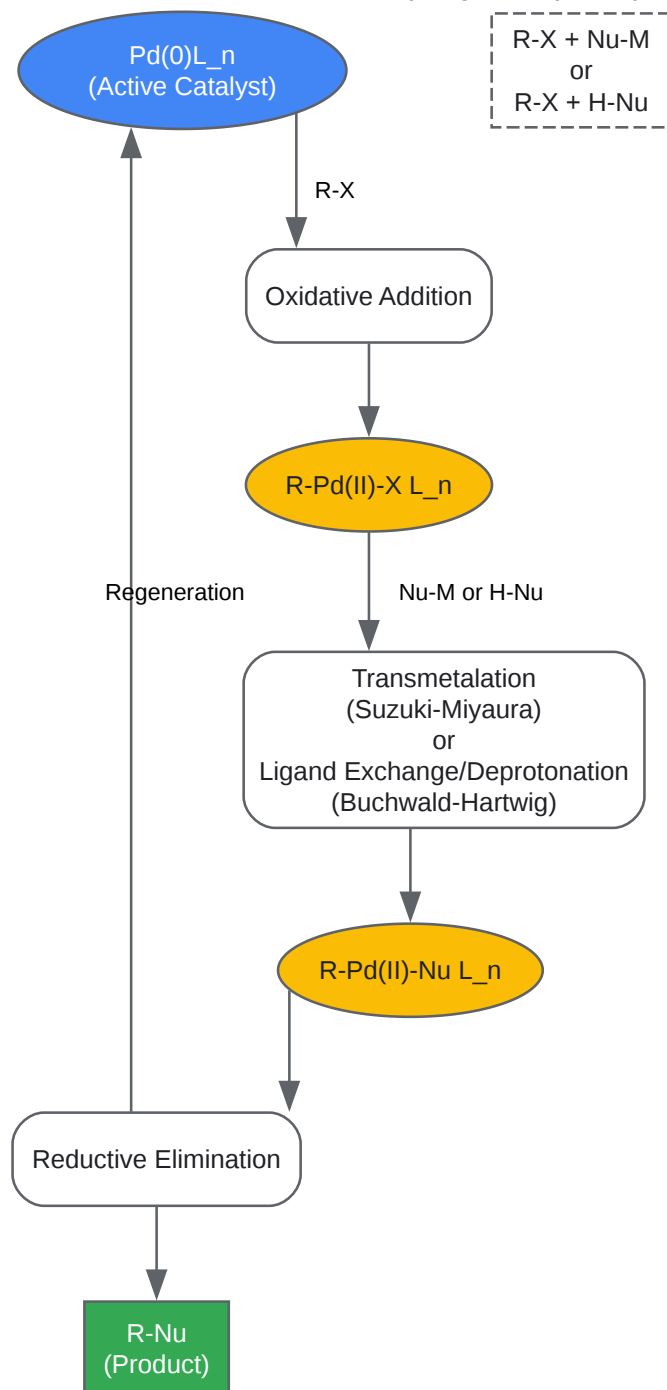 Pd(0)L_n
(Active Catalyst)
R-X + Nu-M
or
R-X + H-Nu
R-X
Oxidative Addition
R-Pd(II)-X L_n
Regeneration
Nu-M or H-Nu
Transmetalation
(Suzuki-Miyaura)
or
Ligand Exchange/Deprotonation
(Buchwald-Hartwig)
R-Pd(II)-Nu L_n
Reductive Elimination
R-Nu
(Product)